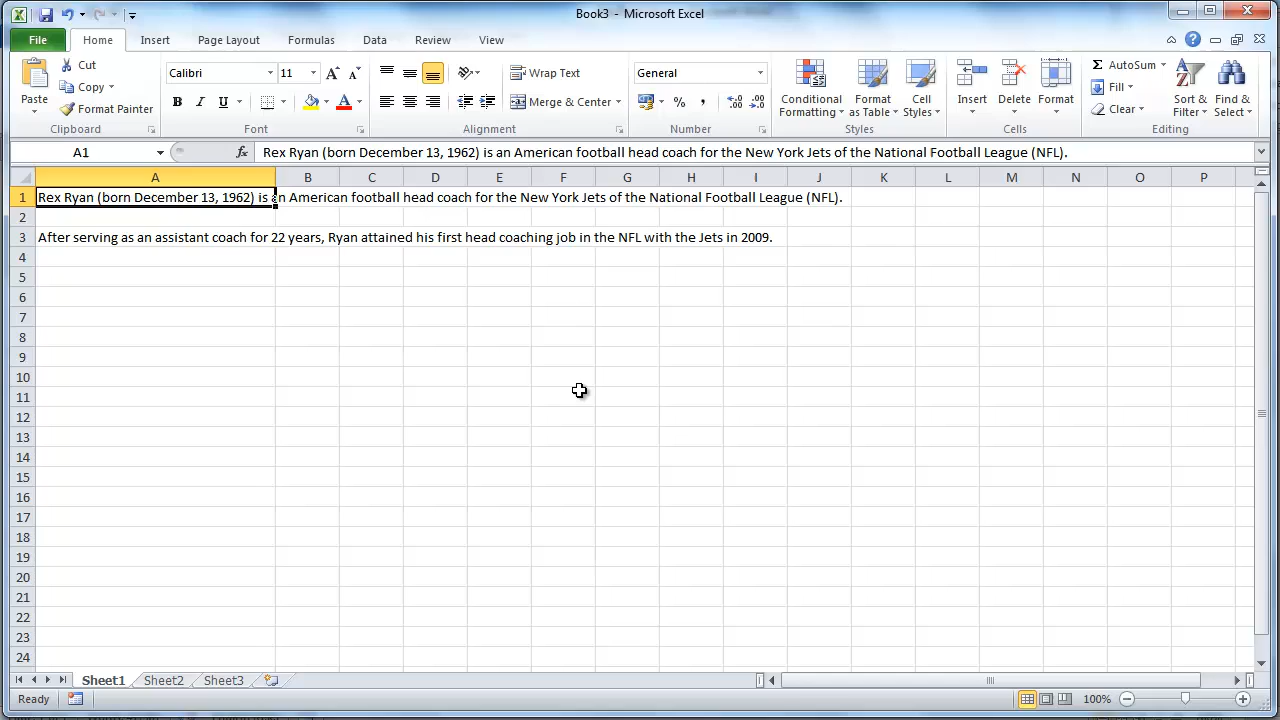 Book3 - Microsoft Excel
File Home Insert Page Layout Formulas Data Review View
Paste
Cut
Copy
Format Painter
Clipboard
Calibri 11
B I U A
Font
Wrap Text
Merge & Center
Alignment
General
% ,
Number
Conditional Formatting
Format as Table
Cell Styles
Styles
Insert
Delete
Format
Cells
Σ AutoSum
Fill
Clear
Sort & Filter
Find & Select
Editing
A1 fx Rex Ryan (born December 13, 1962) is an American football head coach for the New York Jets of the National Football League (NFL).
A B C D E F G H I J K L M N O P
1 Rex Ryan (born December 13, 1962) is an American football head coach for the New York Jets of the National Football League (NFL).
2
3 After serving as an assistant coach for 22 years, Ryan attained his first head coaching job in the NFL with the Jets in 2009.
4
5
6
7
8
9
10
11
12
13
14
15
16
17
18
19
20
21
22
23
24
Sheet1 Sheet2 Sheet3
Ready 100%